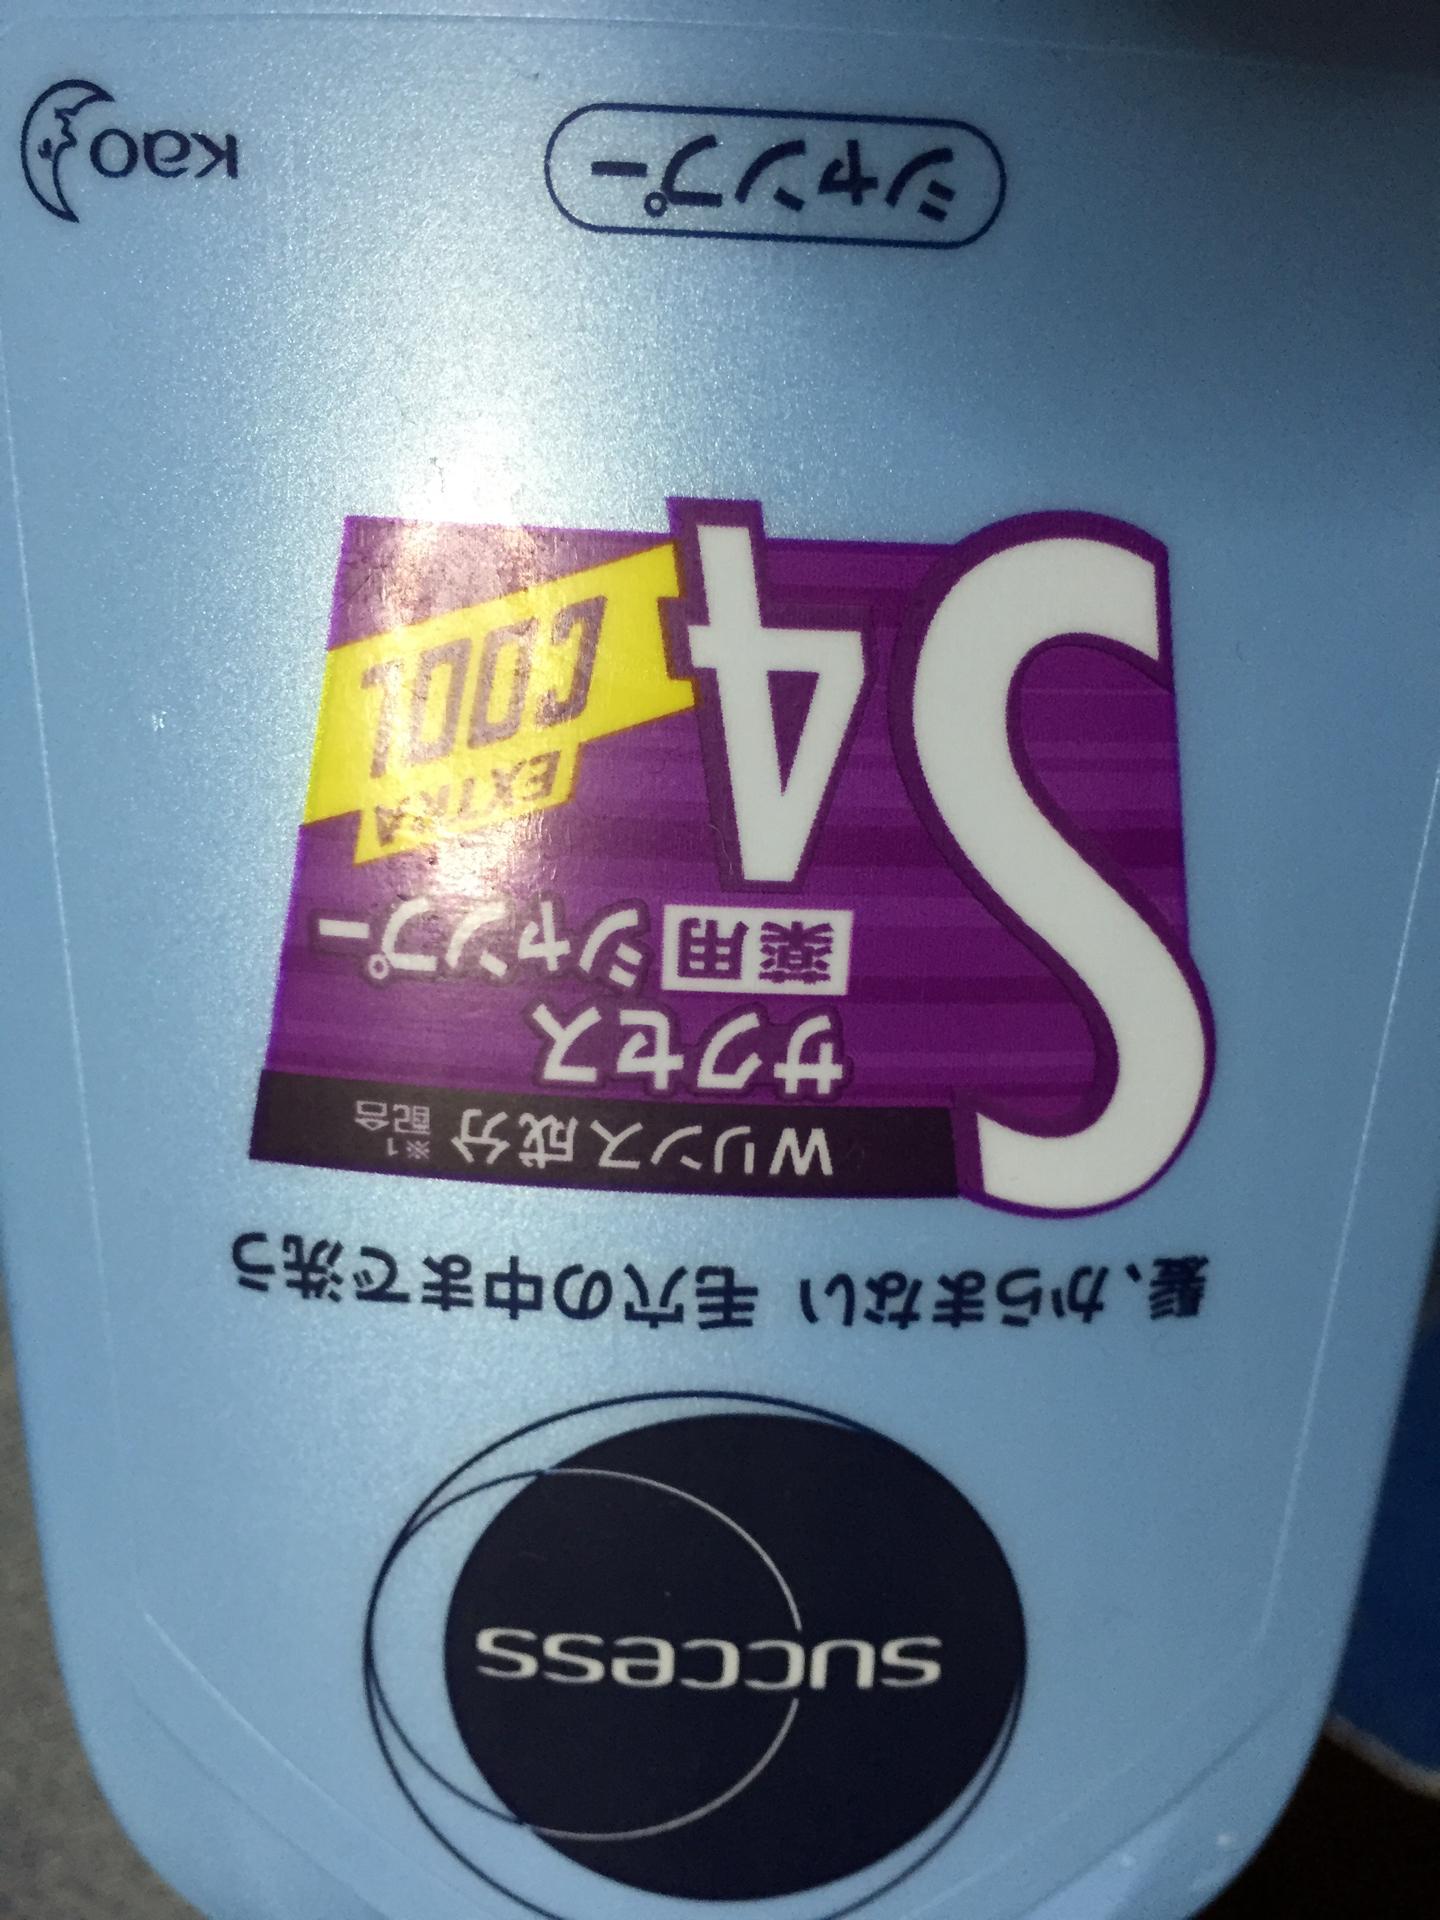 success
髪、からまない 毛穴の中まで洗う
Wリンス成分 ※1 配合
サクセス
薬用シャンプー
S4
EXTRA
COOL
シャンプー
Kao